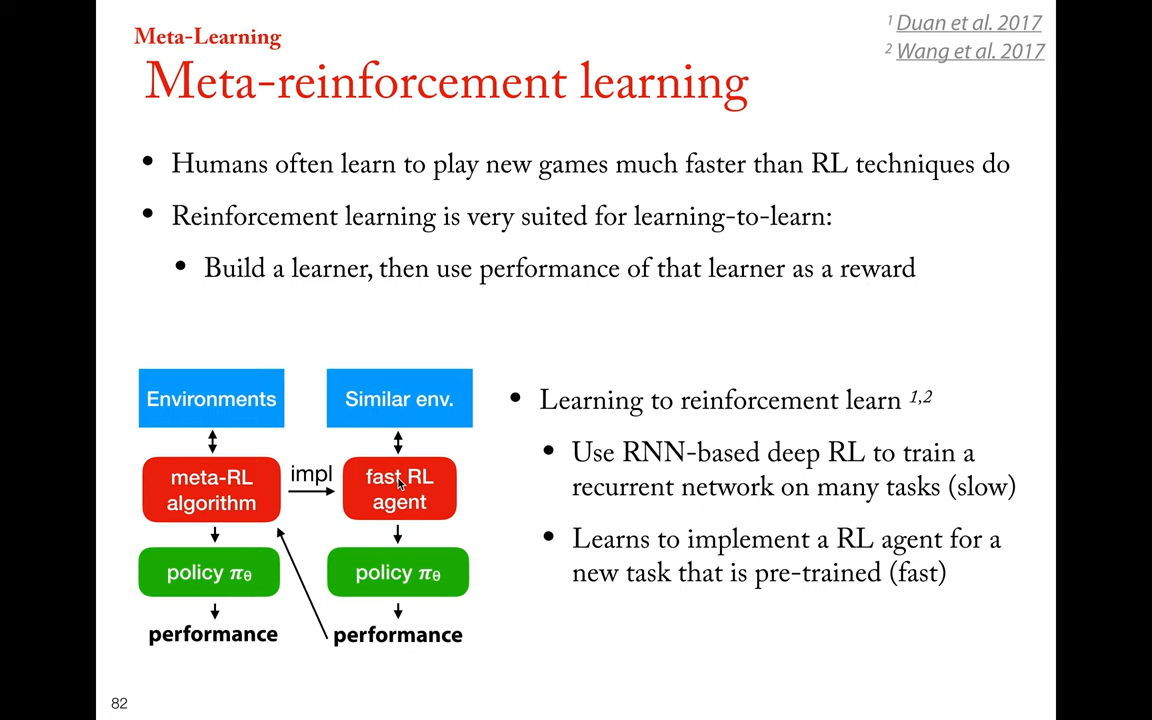 Meta-Learning
¹ Duan et al. 2017
² Wang et al. 2017
Meta-reinforcement learning
• Humans often learn to play new games much faster than RL techniques do
• Reinforcement learning is very suited for learning-to-learn:
• Build a learner, then use performance of that learner as a reward
Environments
Similar env.
meta-RL
algorithm
impl
fast RL
agent
policy πθ
policy πθ
performance
performance
• Learning to reinforcement learn 1,2
• Use RNN-based deep RL to train a
recurrent network on many tasks (slow)
• Learns to implement a RL agent for a
new task that is pre-trained (fast)
82